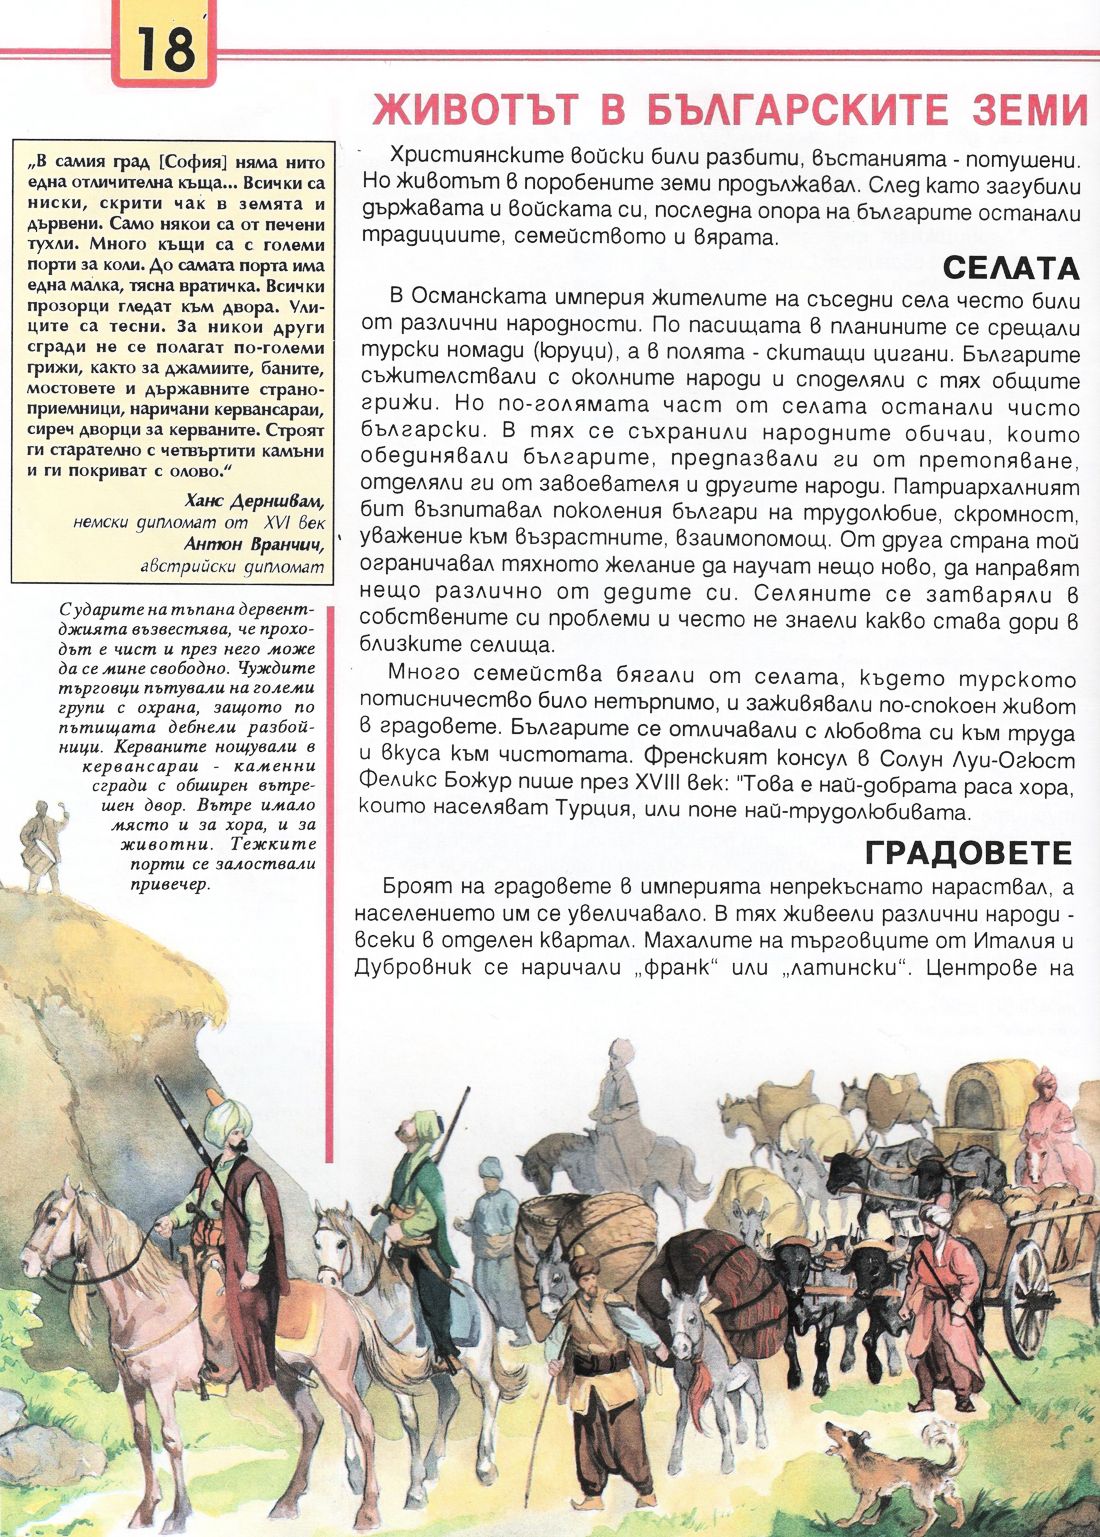 18
ЖИВОТЪТ В БЪЛГАРСКИТЕ ЗЕМИ
„В самия град [София] няма нито
една отличителна къща... Всички са
ниски, скрити чак в земята и
дървени. Само някои са от печени
тухли. Много къщи са с големи
порти за коли. До самата порта има
една малка, тясна вратичка. Всички
прозорци гледат към двора. Ули-
ците са тесни. За никои други
сгради не се полагат по-големи
грижи, както за джамиите, баните,
мостовете и държавните страно-
приемници, наричани кервансараи,
сиреч дворци за керваните. Строят
ги старателно с четвъртити камъни
и ги покриват с олово.“
Ханс Дерншвам,
немски дипломат от XVI век
Антон Вранчич,
австрийски дипломат
С ударите на тъпана дервент-
джията възвестява, че прохо-
дът е чист и през него може
да се мине свободно. Чуждите
търговци пътували на големи
групи с охрана, защото по
пътищата дебнели разбой-
ници. Керваните нощували в
кервансараи - каменни
сгради с обширен вътре-
шен двор. Вътре имало
място и за хора, и за
животни. Тежките
порти се залоствали
привечер.
Християнските войски били разбити, въстанията - потушени.
Но животът в поробените земи продължавал. След като загубили
държавата и войската си, последна опора на българите останали
традициите, семейството и вярата.
СЕЛАТА
В Османската империя жителите на съседни села често били
от различни народности. По пасищата в планините се срещали
турски номади (юруци), а в полята - скитащи цигани. Българите
съжителствали с околните народи и споделяли с тях общите
грижи. Но по-голямата част от селата останали чисто
български. В тях се съхранили народните обичаи, които
обединявали българите, предпазвали ги от претопяване,
отделяли ги от завоевателя и другите народи. Патриархалният
бит възпитавал поколения българи на трудолюбие, скромност,
уважение към възрастните, взаимопомощ. От друга страна той
ограничавал тяхното желание да научат нещо ново, да направят
нещо различно от дедите си. Селяните се затваряли в
собствените си проблеми и често не знаели какво става дори в
близките селища.
Много семейства бягали от селата, където турското
потисничество било нетърпимо, и заживявали по-спокоен живот
в градовете. Българите се отличавали с любовта си към труда
и вкуса към чистотата. Френският консул в Солун Луи-Огюст
Феликс Божур пише през XVIII век: "Това е най-добрата раса хора,
които населяват Турция, или поне най-трудолюбивата.
ГРАДОВЕТЕ
Броят на градовете в империята непрекъснато нараствал, а
населението им се увеличавало. В тях живеели различни народи -
всеки в отделен квартал. Махалите на търговците от Италия и
Дубровник се наричали „франк“ или „латински“. Центрове на